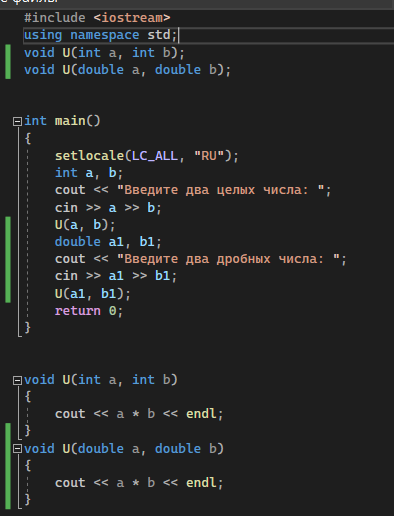 #include <iostream>
using namespace std;
void U(int a, int b);
void U(double a, double b);
int main()
{
setlocale(LC_ALL, "RU");
int a, b;
cout << "Введите два целых числа: ";
cin >> a >> b;
U(a, b);
double a1, b1;
cout << "Введите два дробных числа: ";
cin >> a1 >> b1;
U(a1, b1);
return 0;
}
void U(int a, int b)
{
cout << a * b << endl;
}
void U(double a, double b)
{
cout << a * b << endl;
}